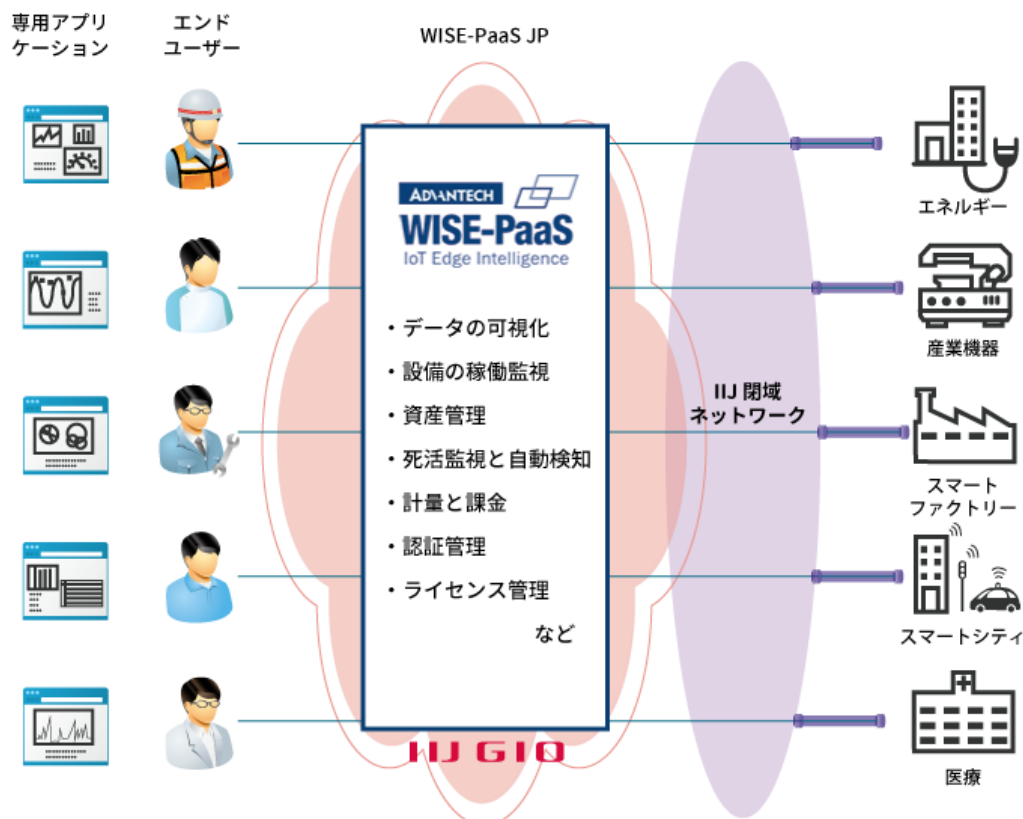 専用アプリ
ケーション
エンド
ユーザー
WISE-PaaS JP
ADVANTECH
WISE-PaaS
IoT Edge Intelligence
・データの可視化
・設備の稼働監視
・資産管理
・死活監視と自動検知
・計量と課金
・認証管理
・ライセンス管理
など
IIJ GIO
IIJ 閉域
ネットワーク
エネルギー
産業機器
スマート
ファクトリー
スマートシティ
医療